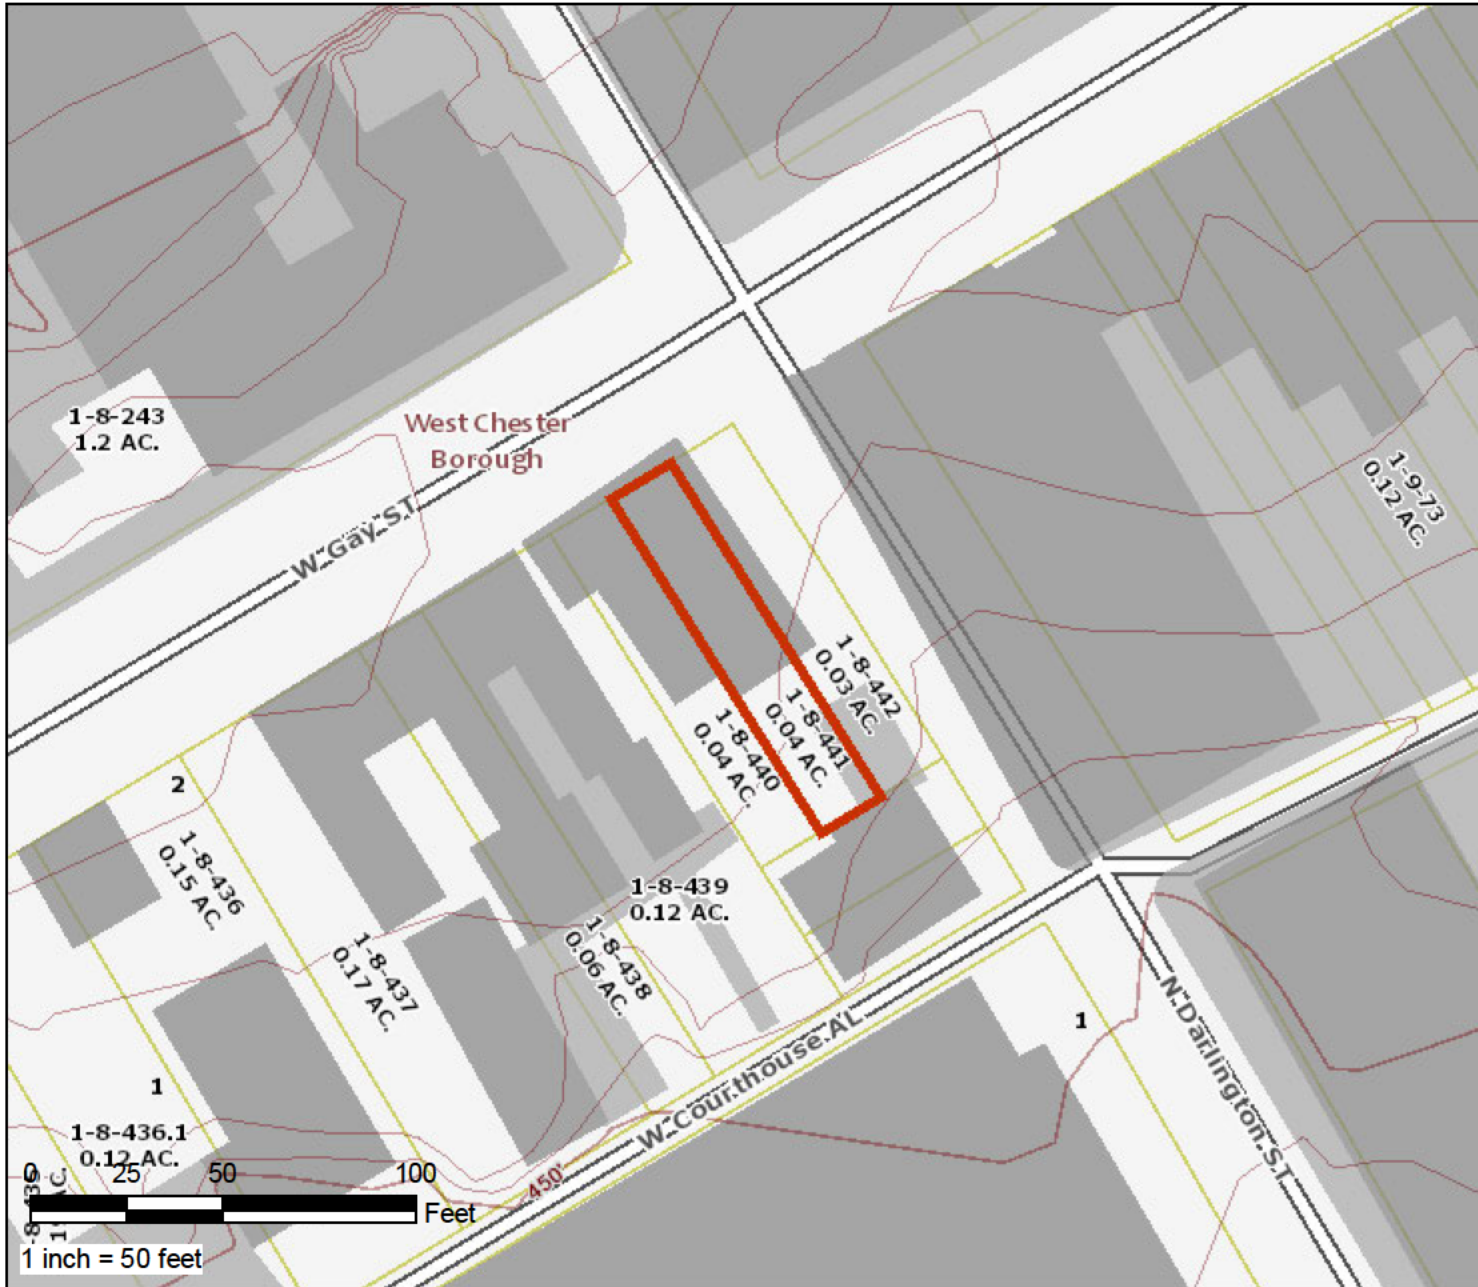 1-8-243
1.2 AC.
West Chester
Borough
W Gay ST
1-9-73
0.12 AC.
1-8-442
0.03 AC.
1-8-441
0.04 AC.
1-8-440
0.04 AC.
2
1-8-436
0.15 AC.
1-8-439
0.12 AC.
1-8-438
0.06 AC.
1-8-437
0.17 AC.
N Darlington ST
1
W Courthouse AL
1
1-8-436.1
0.12 AC.
450'
0 25 50 100
Feet
1 inch = 50 feet